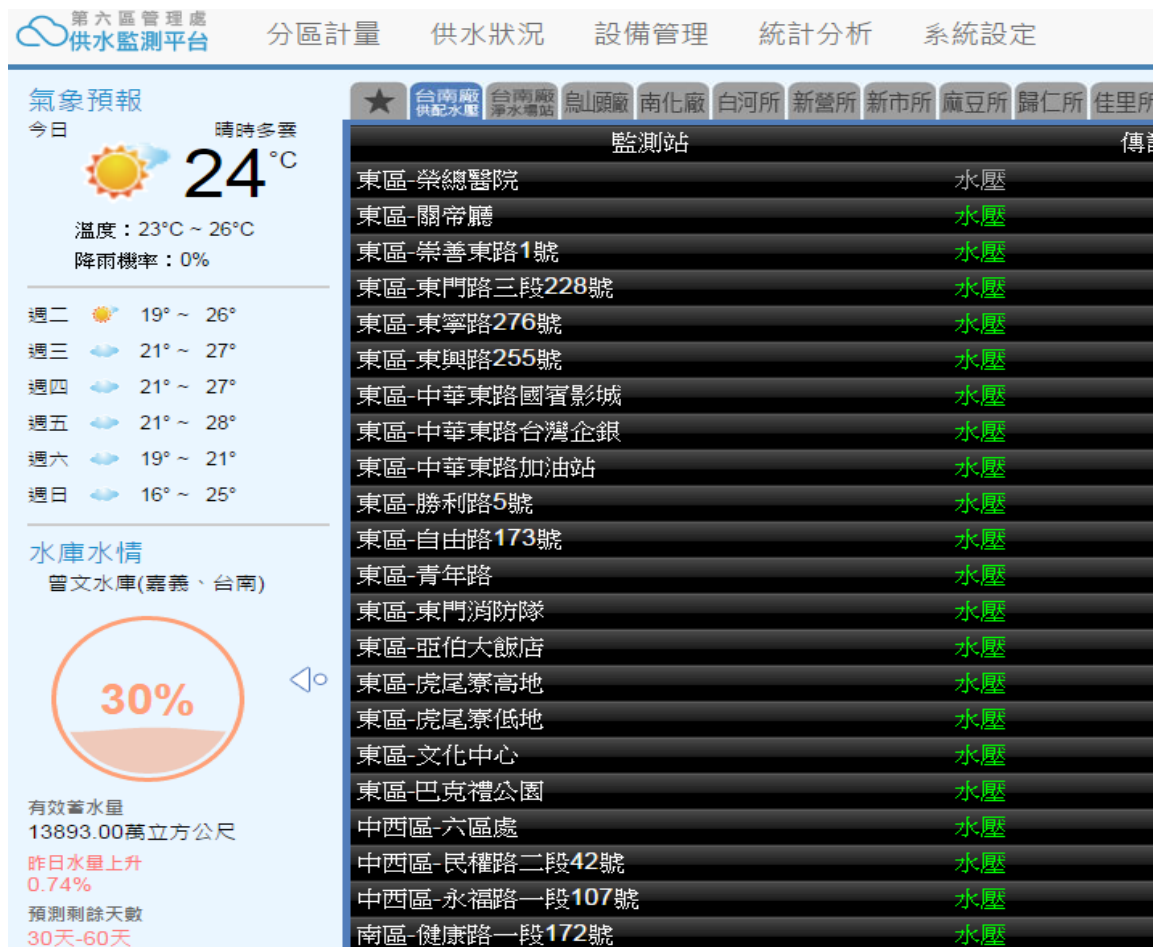 第六區管理處
供水監測平台
分區計量 供水狀況 設備管理 統計分析 系統設定
氣象預報
今日 晴時多雲
24°C
溫度：23°C ~ 26°C
降雨機率：0%
週二 19° ~ 26°
週三 21° ~ 27°
週四 21° ~ 27°
週五 21° ~ 28°
週六 19° ~ 21°
週日 16° ~ 25°
水庫水情
曾文水庫(嘉義、台南)
30%
有效蓄水量
13893.00萬立方公尺
昨日水量上升
0.74%
預測剩餘天數
30天-60天
★ 台南廠 供配水壓 台南廠 淨水場站 烏山頭廠 南化廠 白河所 新營所 新市所 麻豆所 歸仁所 佳里所
監測站 傳
東區-榮總醫院 水壓
東區-關帝廳 水壓
東區-崇善東路1號 水壓
東區-東門路三段228號 水壓
東區-東寧路276號 水壓
東區-東興路255號 水壓
東區-中華東路國賓影城 水壓
東區-中華東路台灣企銀 水壓
東區-中華東路加油站 水壓
東區-勝利路5號 水壓
東區-自由路173號 水壓
東區-青年路 水壓
東區-東門消防隊 水壓
東區-亞伯大飯店 水壓
東區-虎尾寮高地 水壓
東區-虎尾寮低地 水壓
東區-文化中心 水壓
東區-巴克禮公園 水壓
中西區-六區處 水壓
中西區-民權路二段42號 水壓
中西區-永福路一段107號 水壓
南區-健康路一段172號 水壓